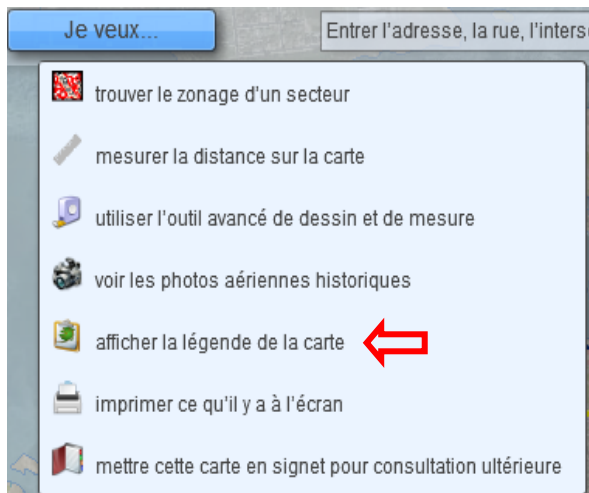 Je veux...
Entrer l'adresse, la rue, l'inters
trouver le zonage d'un secteur
mesurer la distance sur la carte
utiliser l'outil avancé de dessin et de mesure
voir les photos aériennes historiques
afficher la légende de la carte
imprimer ce qu'il y a à l'écran
mettre cette carte en signet pour consultation ultérieure